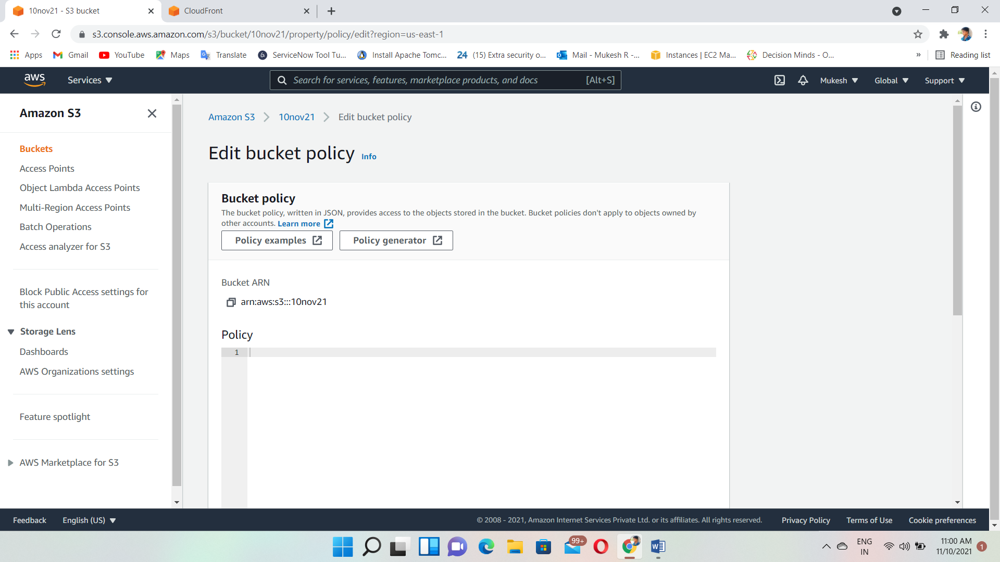 10nov21 - S3 bucket
CloudFront
s3.console.aws.amazon.com/s3/bucket/10nov21/property/policy/edit?region=us-east-1
Apps
Gmail
YouTube
Maps
Translate
ServiceNow Tool Tu...
Install Apache Tomc...
24 (15) Extra security o...
Mail - Mukesh R -...
Instances | EC2 Ma...
Decision Minds - O...
»
Reading list
aws
Services
Search for services, features, marketplace products, and docs
[Alt+S]
Mukesh
Global
Support
Amazon S3
Buckets
Access Points
Object Lambda Access Points
Multi-Region Access Points
Batch Operations
Access analyzer for S3
Block Public Access settings for
this account
Storage Lens
Dashboards
AWS Organizations settings
Feature spotlight
AWS Marketplace for S3
Amazon S3
10nov21
Edit bucket policy
Edit bucket policy Info
Bucket policy
The bucket policy, written in JSON, provides access to the objects stored in the bucket. Bucket policies don't apply to objects owned by
other accounts. Learn more
Policy examples
Policy generator
Bucket ARN
arn:aws:s3:::10nov21
Policy
1
Feedback
English (US)
© 2008 - 2021, Amazon Internet Services Private Ltd. or its affiliates. All rights reserved.
Privacy Policy
Terms of Use
Cookie preferences
99+
ENG
IN
11:00 AM
11/10/2021
1